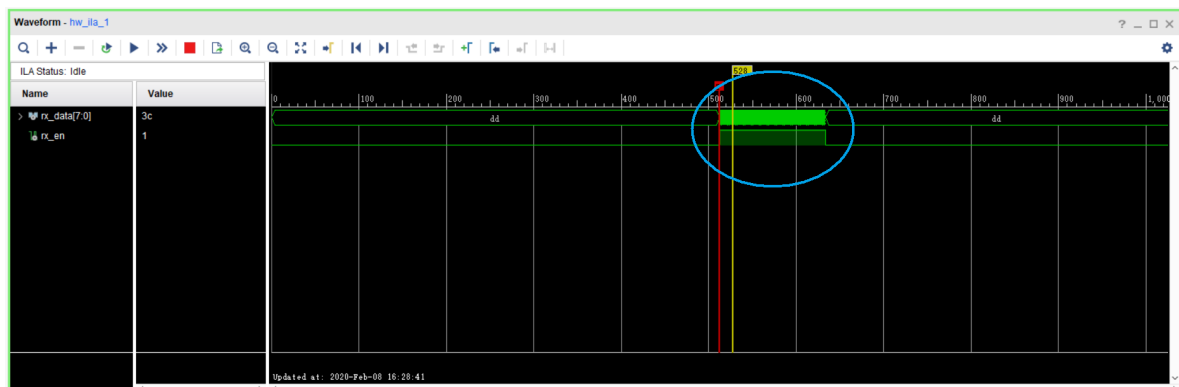 Waveform - hw_ila_1
ILA Status: Idle
Name Value
rx_data[7:0] 3c
rx_en 1
528
0 100 200 300 400 500 600 700 800 900 1,000
dd dd
Updated at: 2020-Feb-08 16:28:41